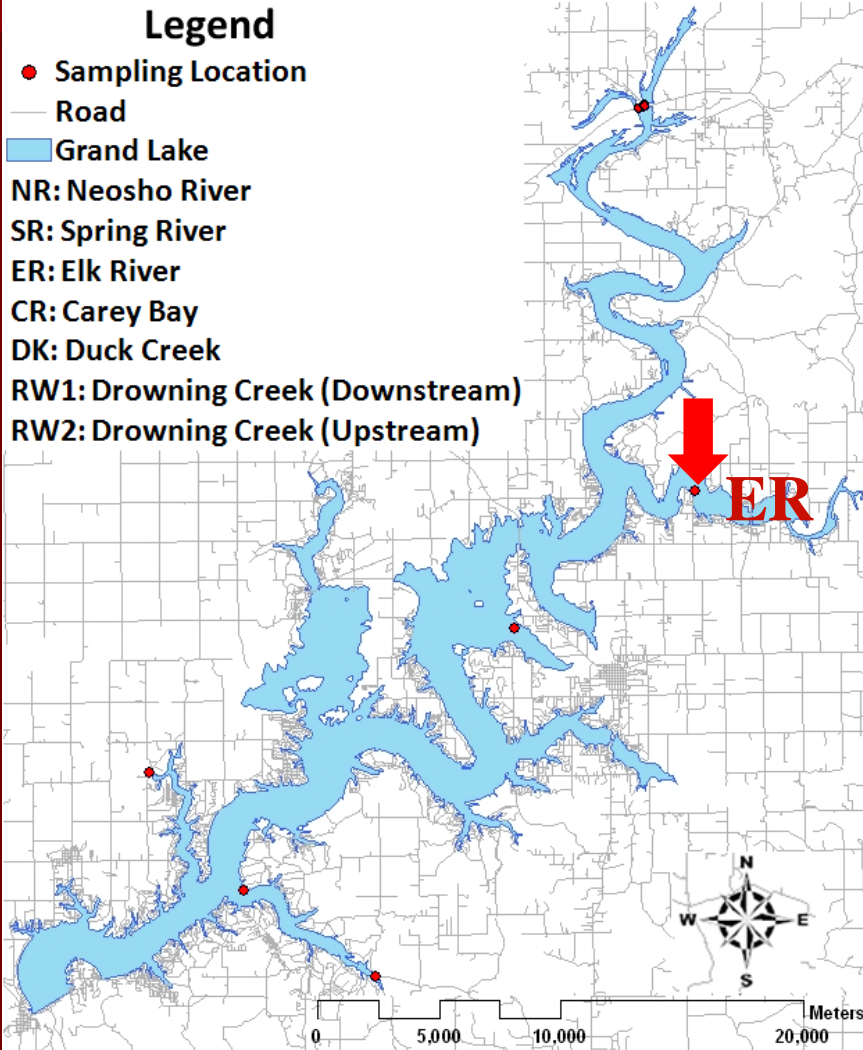 Legend
Sampling Location
Road
Grand Lake
NR: Neosho River
SR: Spring River
ER: Elk River
CR: Carey Bay
DK: Duck Creek
RW1: Drowning Creek (Downstream)
RW2: Drowning Creek (Upstream)
ER
N
W E
S
Meters
0 5,000 10,000 20,000